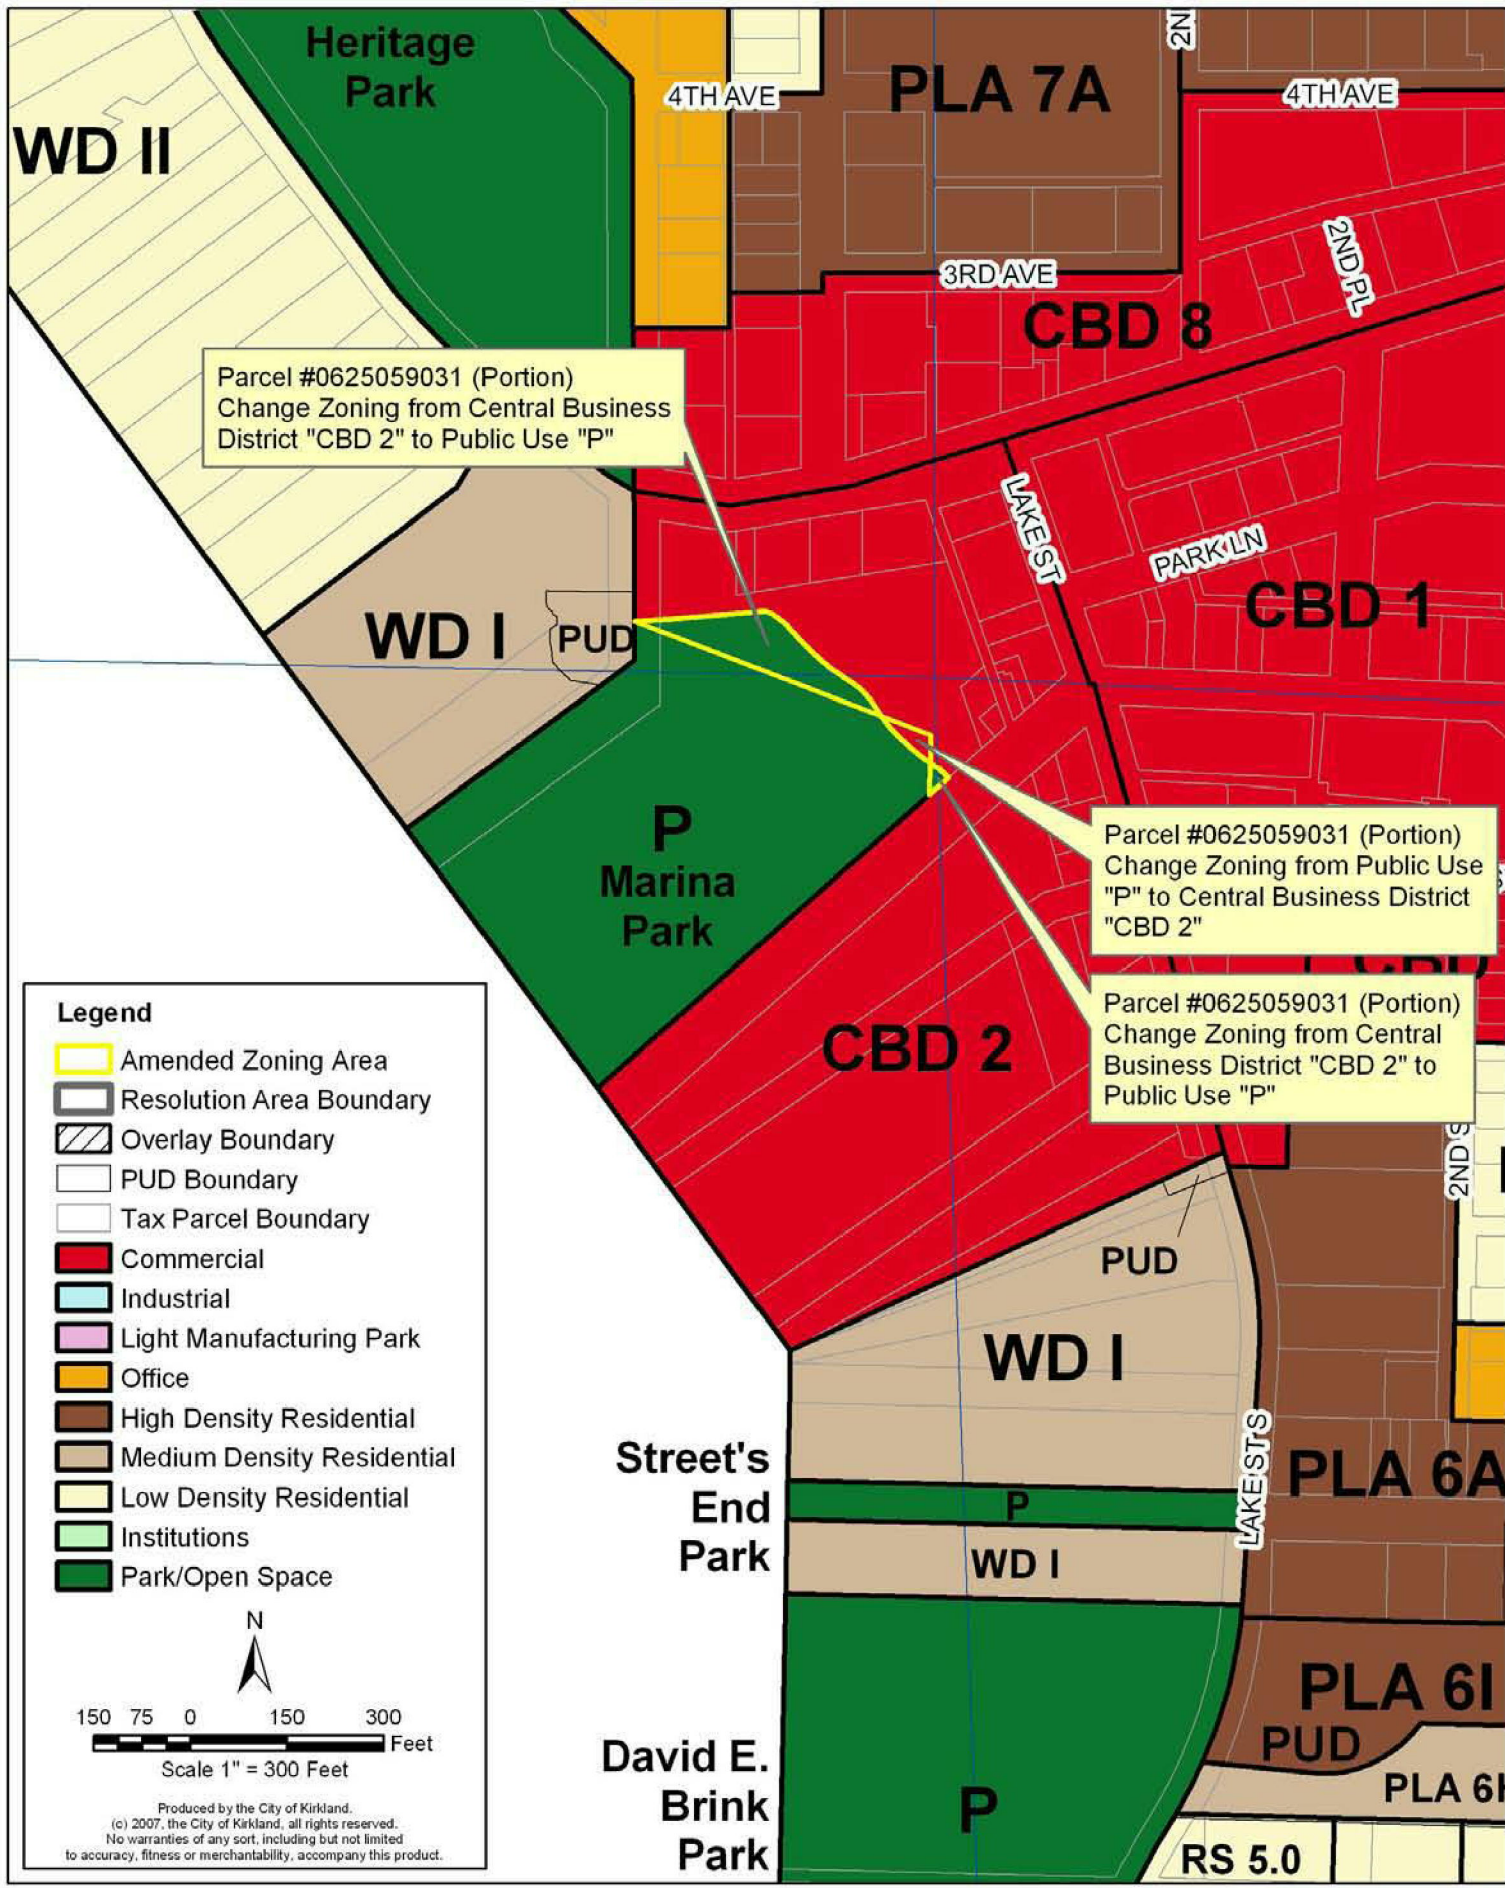 Heritage
Park
2N
4TH AVE
PLA 7A
4TH AVE
WD II
2ND PL
3RD AVE
CBD 8
Parcel #0625059031 (Portion)
Change Zoning from Central Business
District "CBD 2" to Public Use "P"
LAKE ST
PARK LN
CBD 1
WD I
PUD
P
Marina
Park
Parcel #0625059031 (Portion)
Change Zoning from Public Use
"P" to Central Business District
"CBD 2"
CBD
Parcel #0625059031 (Portion)
Change Zoning from Central
Business District "CBD 2" to
Public Use "P"
CBD 2
2ND S
PUD
WD I
Street's
End
Park
P
LAKE ST S
PLA 6A
WD I
PLA 6I
PUD
David E.
Brink
Park
P
PLA 6H
RS 5.0
Legend
Amended Zoning Area
Resolution Area Boundary
Overlay Boundary
PUD Boundary
Tax Parcel Boundary
Commercial
Industrial
Light Manufacturing Park
Office
High Density Residential
Medium Density Residential
Low Density Residential
Institutions
Park/Open Space
N
150 75 0 150 300
Feet
Scale 1" = 300 Feet
Produced by the City of Kirkland.
(c) 2007, the City of Kirkland, all rights reserved.
No warranties of any sort, including but not limited
to accuracy, fitness or merchantability, accompany this product.